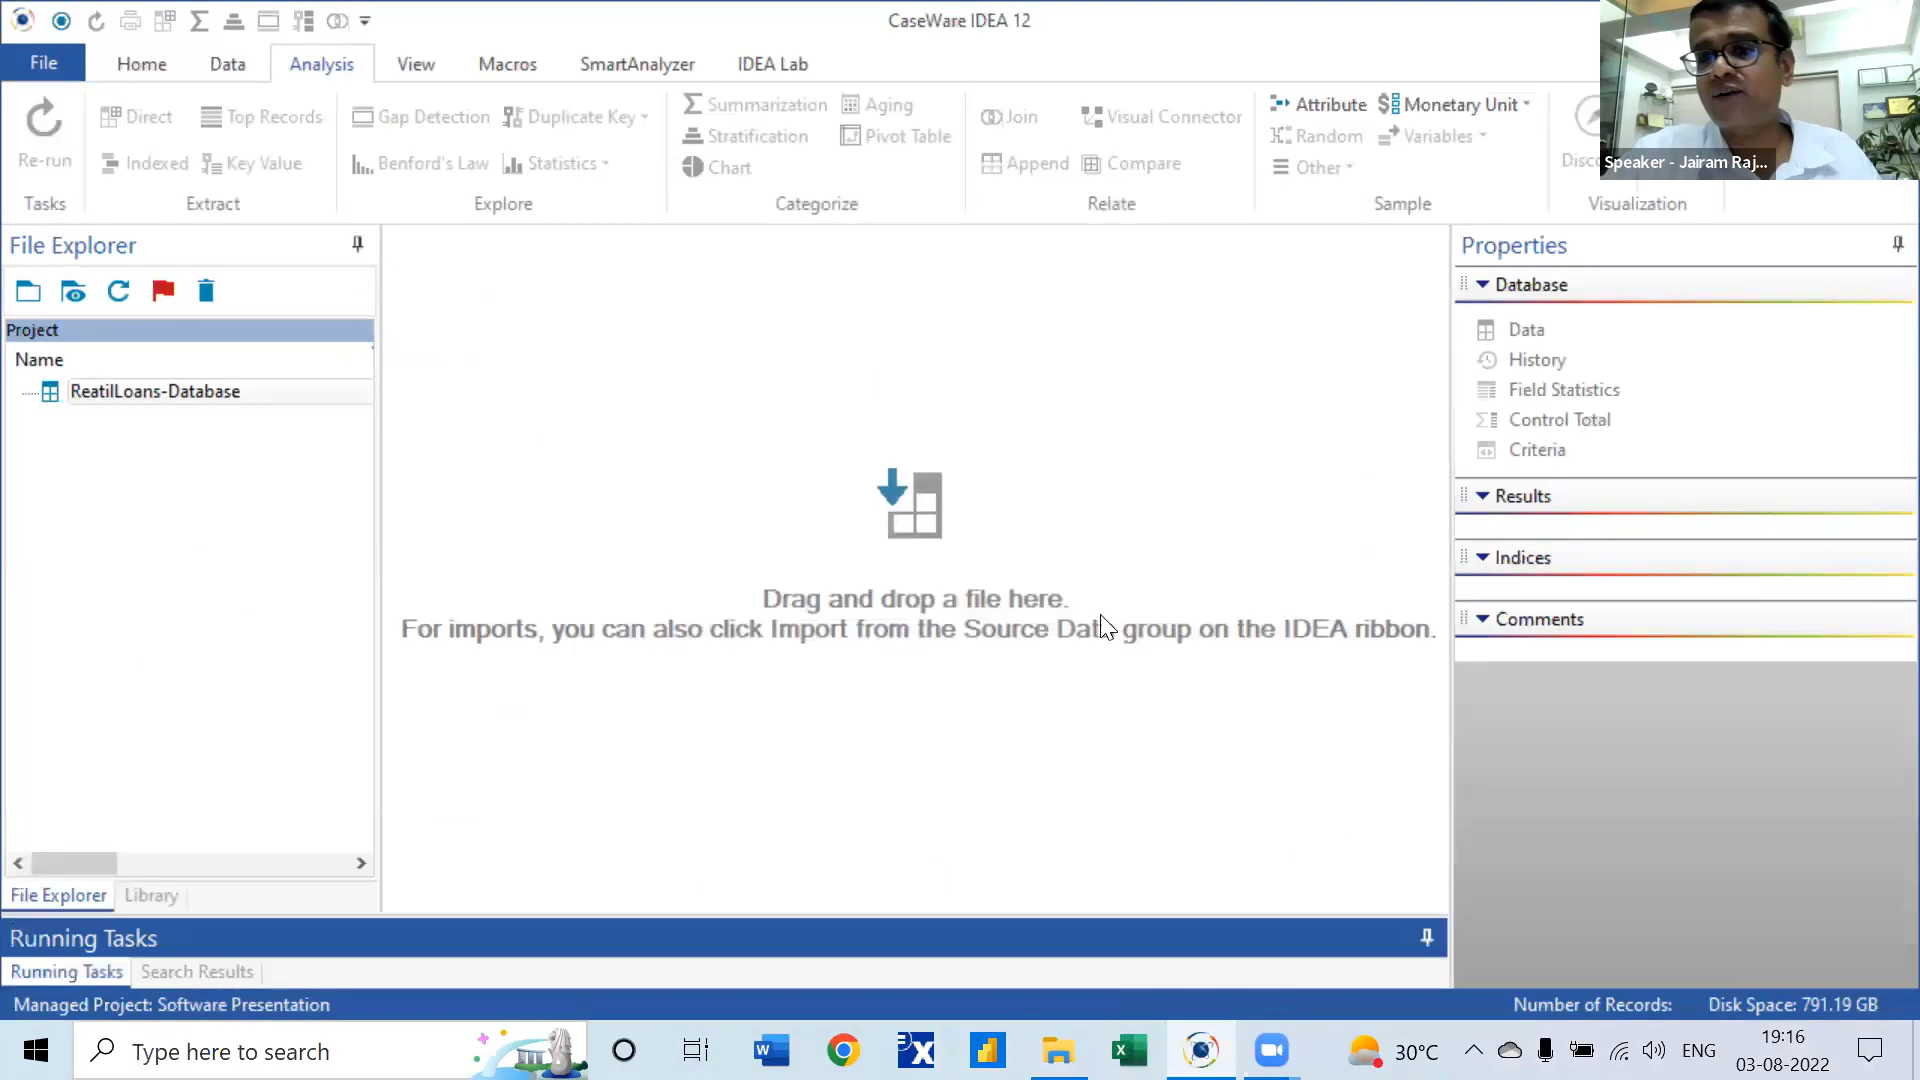 CaseWare IDEA 12
File
Home
Data
Analysis
View
Macros
SmartAnalyzer
IDEA Lab
Re-run
Tasks
Direct
Top Records
Indexed
Key Value
Extract
Gap Detection
Duplicate Key
Benford's Law
Statistics
Explore
Summarization
Aging
Stratification
Pivot Table
Chart
Categorize
Join
Visual Connector
Append
Compare
Relate
Attribute
Monetary Unit
Random
Variables
Other
Sample
Disc
Visualization
Speaker - Jairam Raj...
File Explorer
Project
Name
ReatilLoans-Database
File Explorer
Library
Drag and drop a file here.
For imports, you can also click Import from the Source Data group on the IDEA ribbon.
Properties
Database
Data
History
Field Statistics
Control Total
Criteria
Results
Indices
Comments
Running Tasks
Running Tasks
Search Results
Managed Project: Software Presentation
Number of Records:
Disk Space: 791.19 GB
Type here to search
30°C
ENG
19:16
03-08-2022